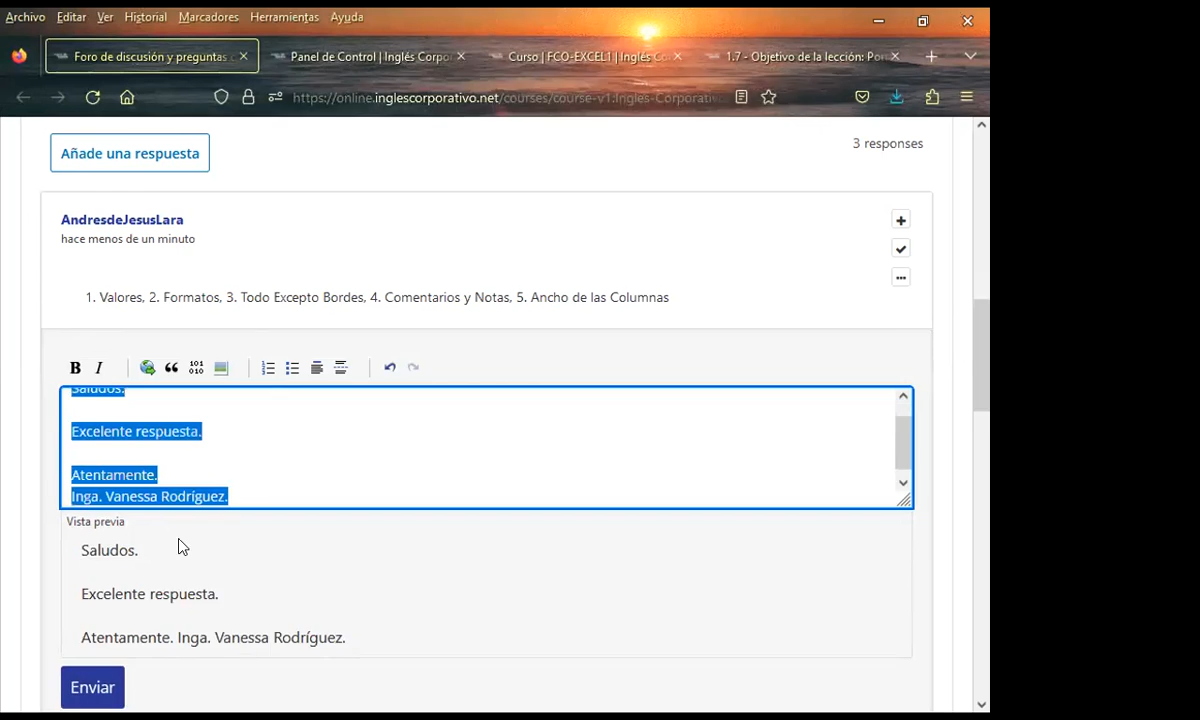 Archivo Editar Ver Historial Marcadores Herramientas Ayuda
Foro de discusión y preguntas Panel de Control | Inglés Corpo Curso | FCO-EXCEL1 | Inglés Co 1.7 - Objetivo de la lección: Po
https://online.inglescorporativo.net/courses/course-v1:Ingles-Corporativ
Añade una respuesta
3 responses
AndresdeJesusLara
hace menos de un minuto
1. Valores, 2. Formatos, 3. Todo Excepto Bordes, 4. Comentarios y Notas, 5. Ancho de las Columnas
B I
Saludos.
Excelente respuesta.
Atentamente.
Inga. Vanessa Rodríguez.
Vista previa
Saludos.
Excelente respuesta.
Atentamente. Inga. Vanessa Rodríguez.
Enviar